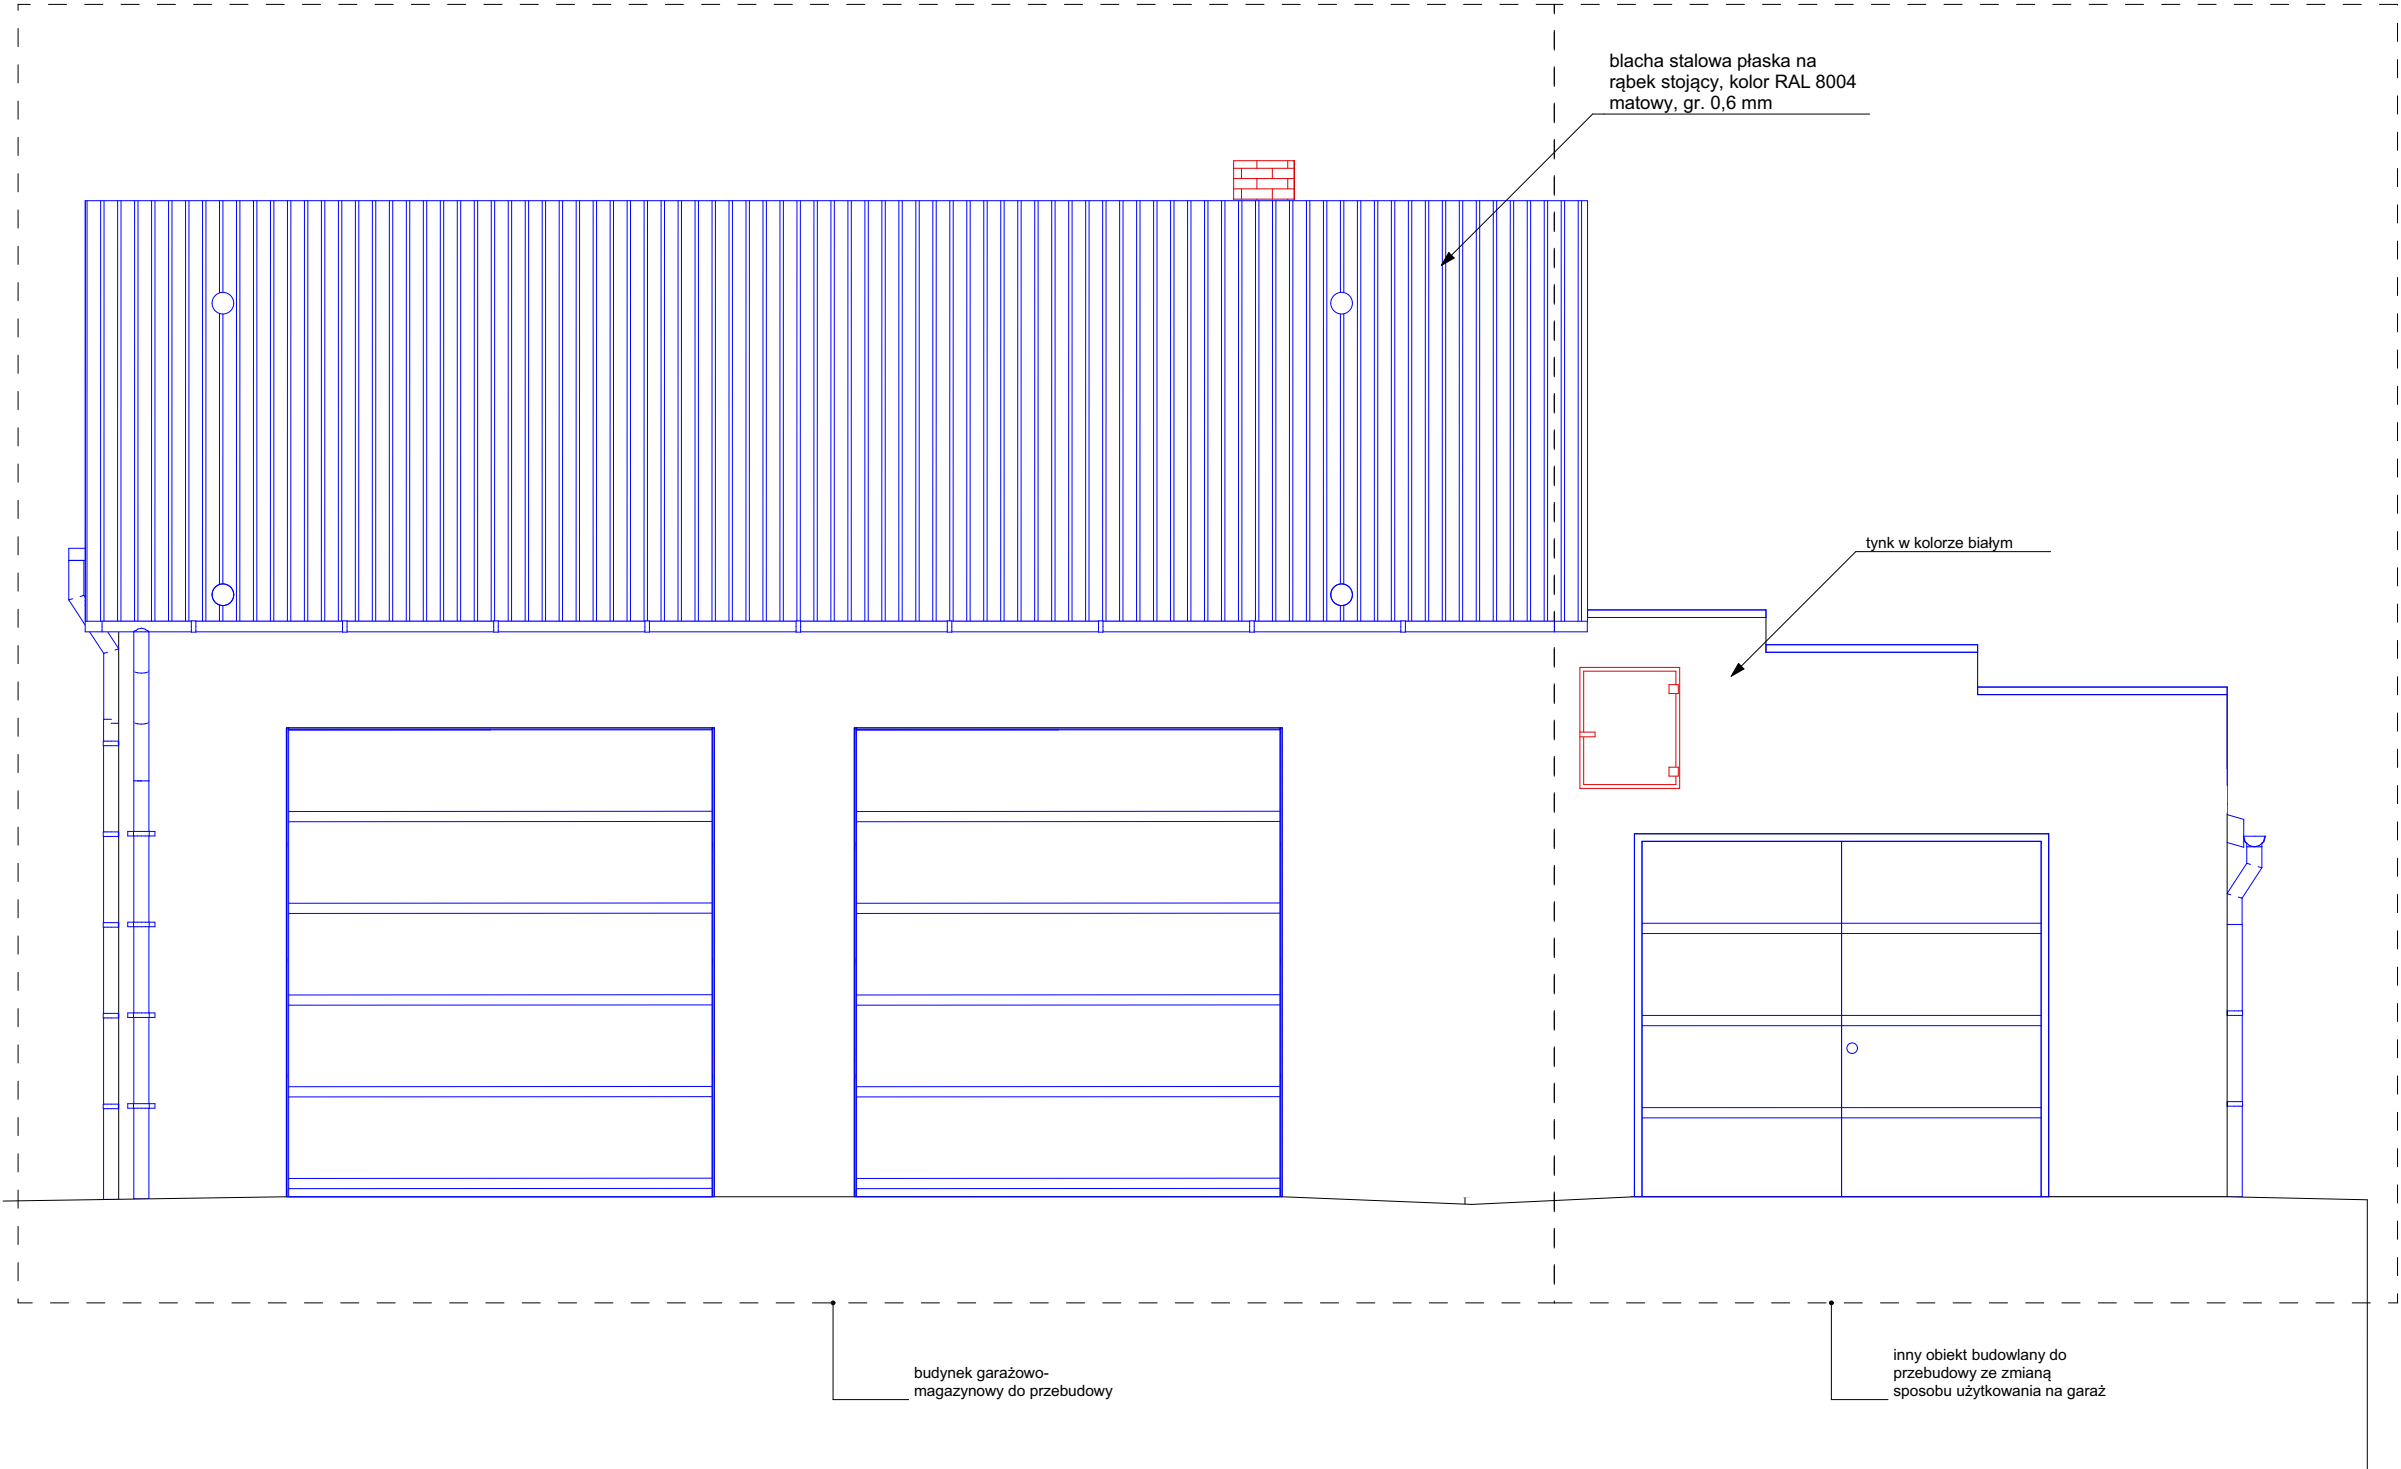 blacha stalowa płaska na
rąbek stojący, kolor RAL 8004
matowy, gr. 0,6 mm
tynk w kolorze białym
budynek garażowo-
magazynowy do przebudowy
inny obiekt budowlany do
przebudowy ze zmianą
sposobu użytkowania na garaż